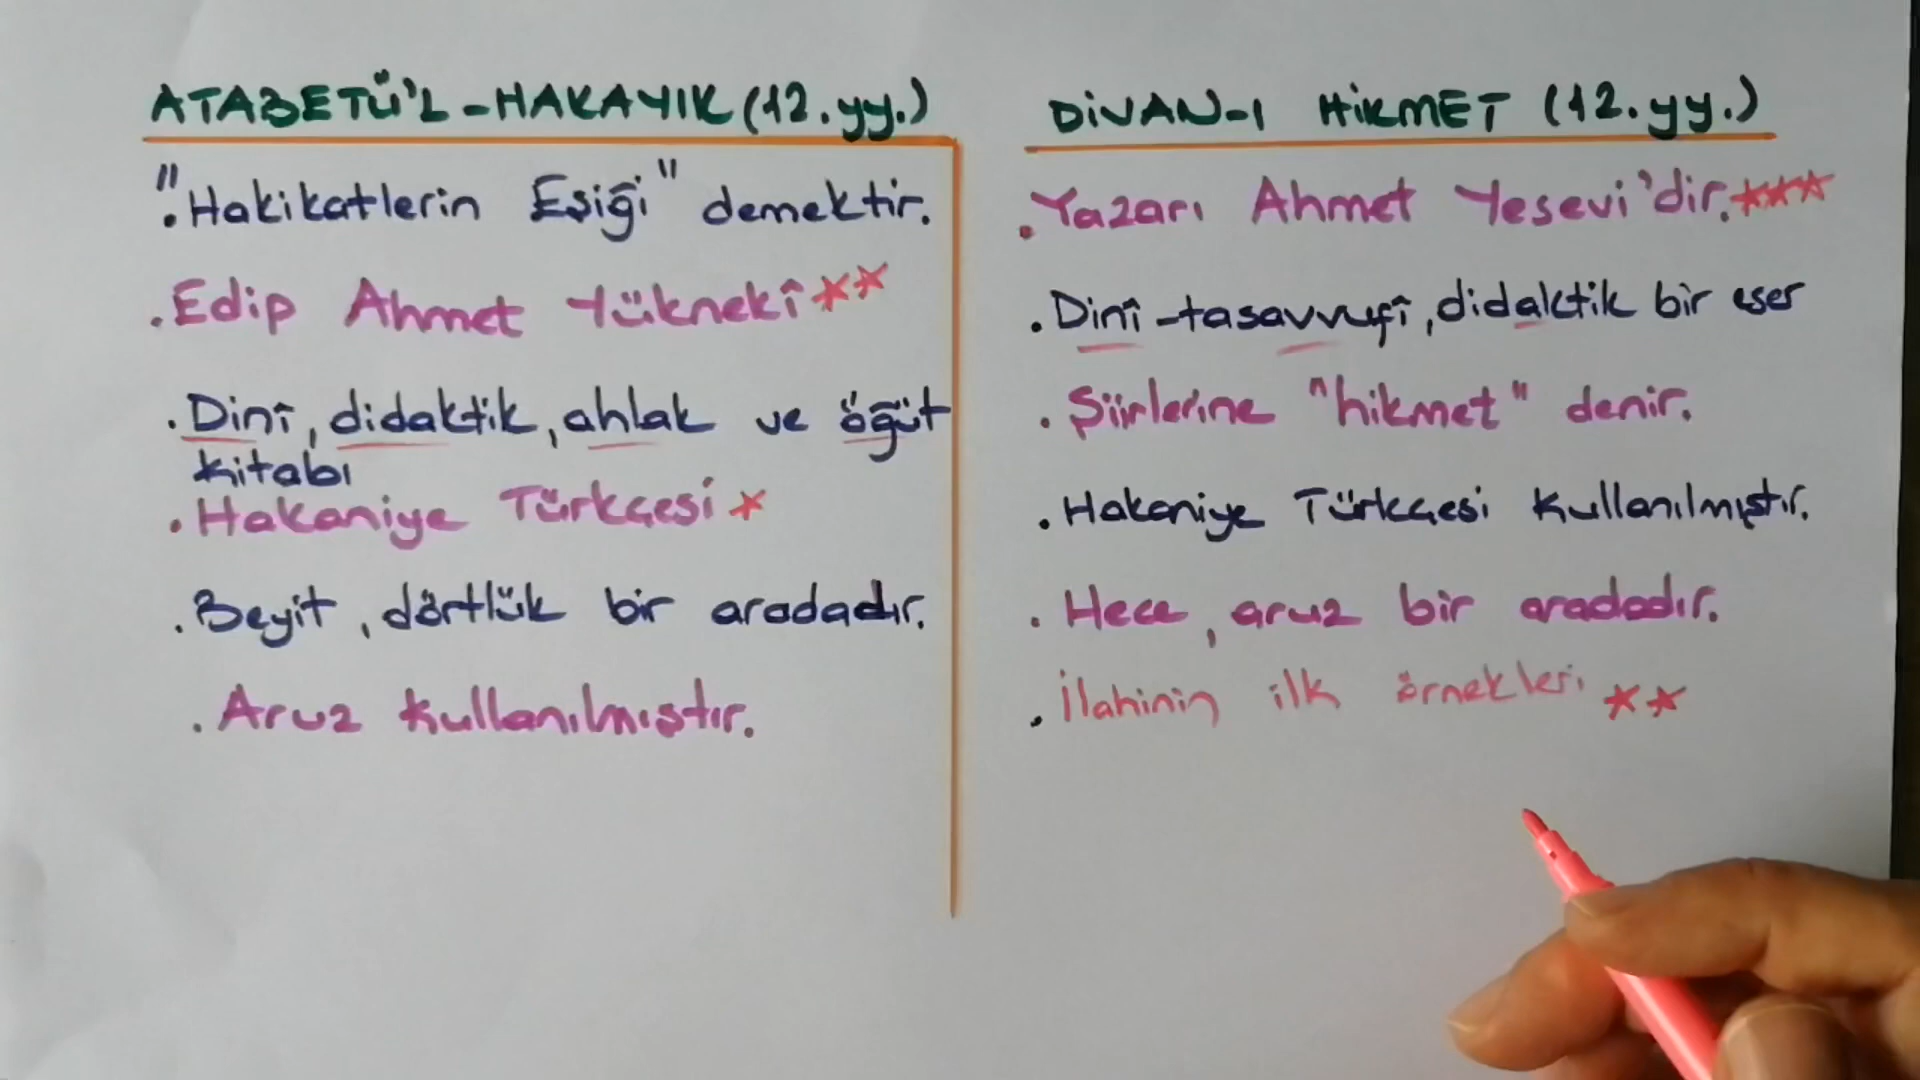 ATABETÜ'L-HAKAYIK (12.yy.)
."Hakikatlerin Eşiği" demektir.
.Edip Ahmet Yüknekî**
.Dinî, didaktik, ahlak ve öğüt
kitabı
.Hakaniye Türkçesi *
.Beyit, dörtlük bir aradadır.
.Aruz kullanılmıştır.
DİVAN-I HİKMET (12.yy.)
.Yazarı Ahmet Yesevi'dir.***
.Dinî-tasavvufî, didaktik bir eser
.Şiirlerine "hikmet" denir.
.Hakaniye Türkçesi kullanılmıştır.
.Hece, aruz bir aradadır.
.İlahinin ilk örnekleri **